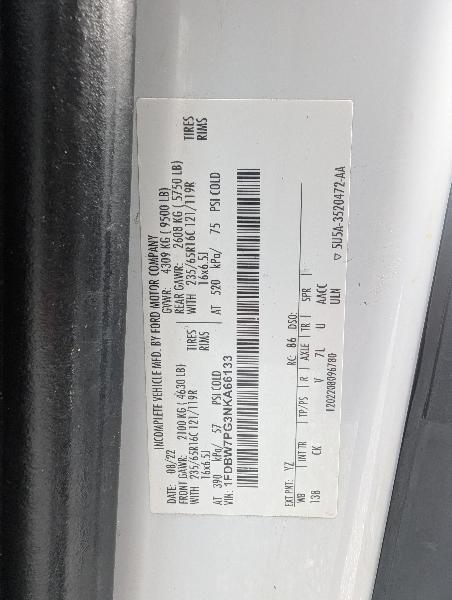 INCOMPLETE VEHICLE MFD. BY FORD MOTOR COMPANY
DATE: 08/22 GVWR: 4309 KG (9500 LB)
FRONT GAWR: 2100 KG (4630 LB) REAR GAWR: 2608 KG (5750 LB)
WITH 235/65R16C 121/119R TIRES WITH 235/65R16C 121/119R TIRES
16x6.5J RIMS 16x6.5J RIMS
AT 390 kPa/ 57 PSI COLD AT 520 kPa/ 75 PSI COLD
VIN: 1FDBW7PG3NKA66133
EXT PNT: YZ RC: B6 DSO:
WB INT TR TP/PS R AXLE TR SPR
138 CK V 7L U AACC
1202208096780 ULN
▽ 5U5A-3520472-AA